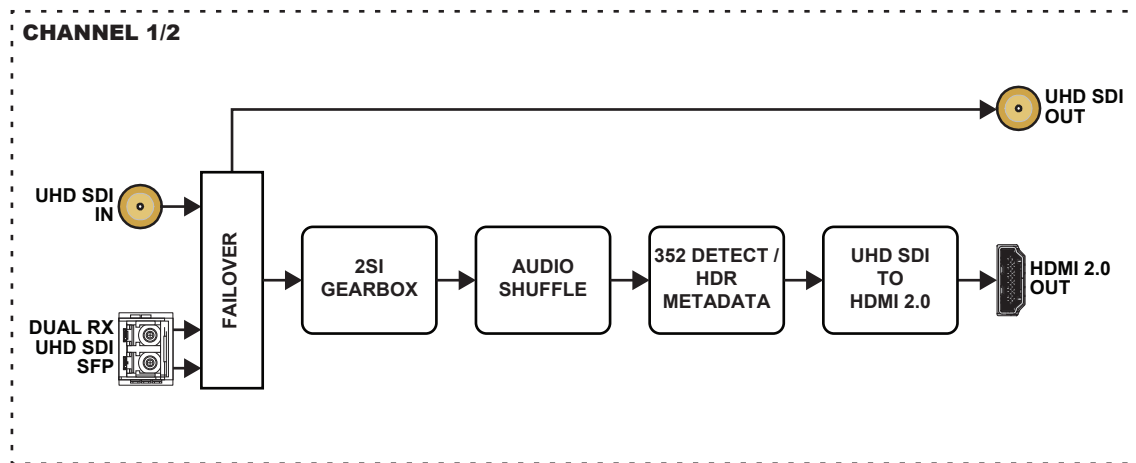 CHANNEL 1/2
UHD SDI
OUT
UHD SDI
IN
FAILOVER
2SI
GEARBOX
AUDIO
SHUFFLE
352 DETECT /
HDR
METADATA
UHD SDI
TO
HDMI 2.0
HDMI 2.0
OUT
DUAL RX
UHD SDI
SFP